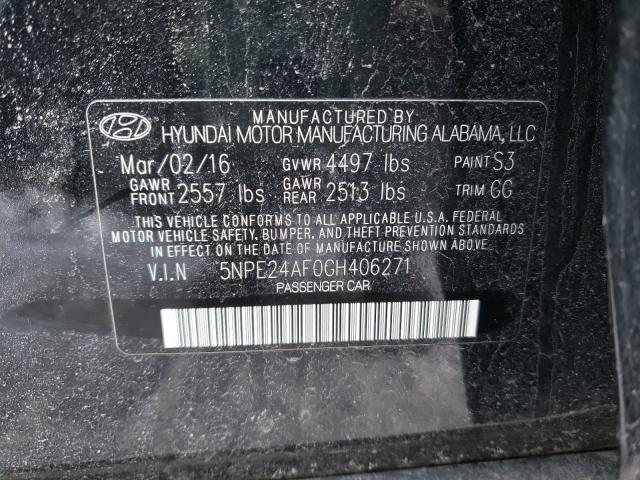 MANUFACTURED BY
HYUNDAI MOTOR MANUFACTURING ALABAMA, LLC
Mar/02/16 GVWR 4497 lbs PAINT S3
GAWR FRONT 2557 lbs GAWR REAR 2513 lbs TRIM GG
THIS VEHICLE CONFORMS TO ALL APPLICABLE U.S.A. FEDERAL
MOTOR VEHICLE SAFETY, BUMPER, AND THEFT PREVENTION STANDARDS
IN EFFECT ON THE DATE OF MANUFACTURE SHOWN ABOVE.
V.I.N 5NPE24AF0GH406271
PASSENGER CAR